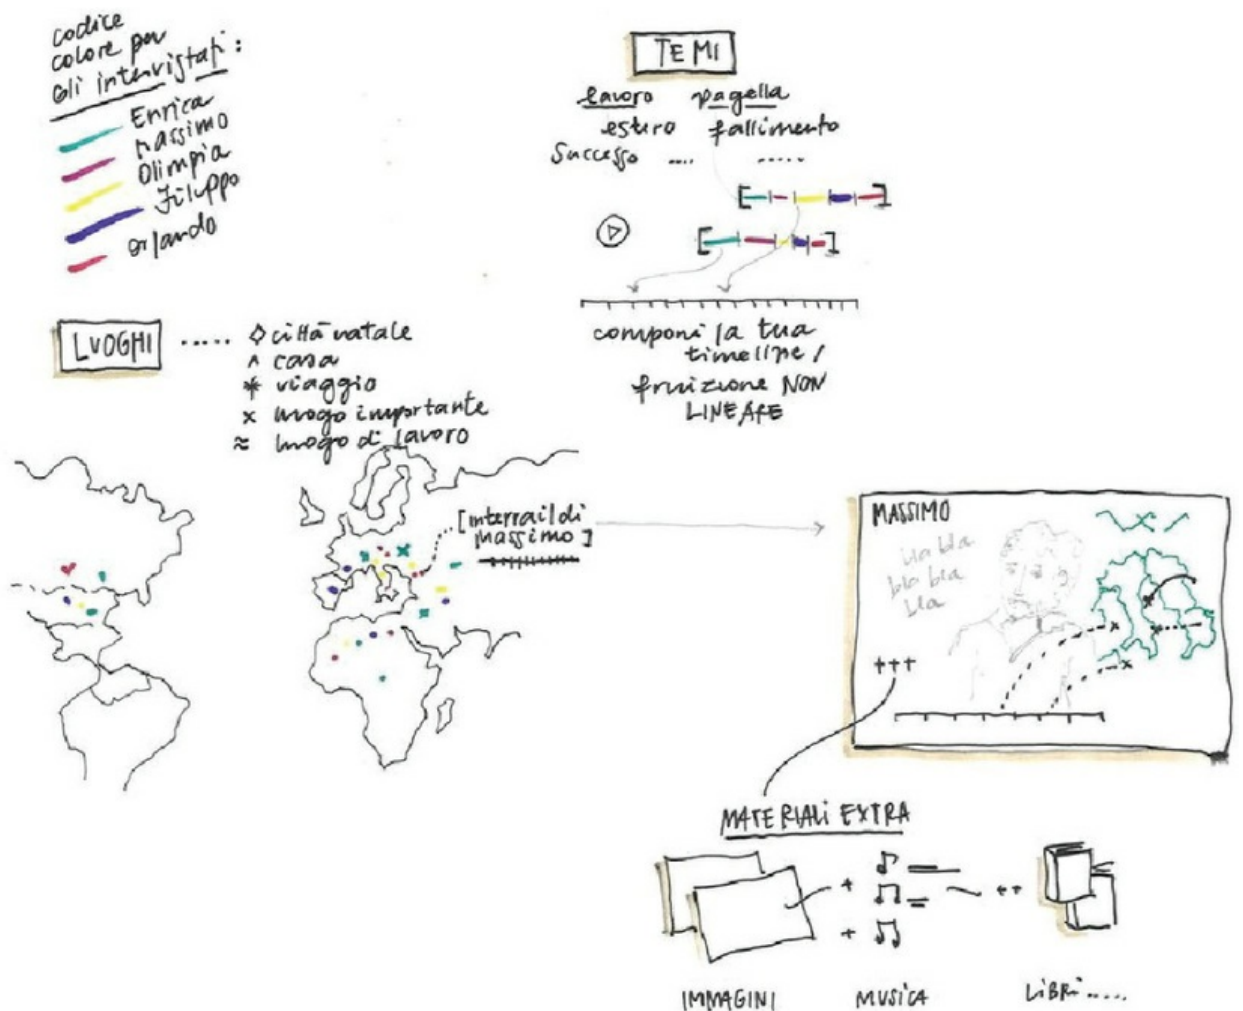 codice
colore per
gli intervistati:
Enrica
Massimo
Olimpia
Filippo
Orlando
TEMI
lavoro pagella
estero fallimento
Successo .... .....
componi la tua
timeline /
fruizione NON
LINEARE
LUOGHI ..... ◇ città natale
^ casa
* viaggio
x luogo importante
≈ luogo di lavoro
[interrail di
Massimo]
MASSIMO
bla bla
bla bla
bla
+++
MATERIALI EXTRA
+
+
++
IMMAGINI
MUSICA
LIBRI.....